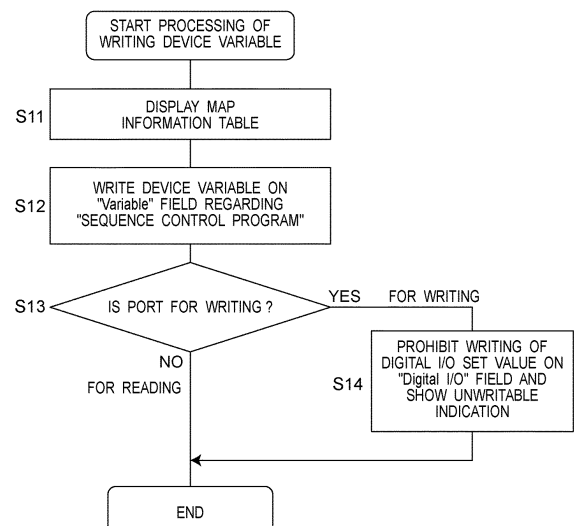 START PROCESSING OF
WRITING DEVICE VARIABLE
S11
DISPLAY MAP
INFORMATION TABLE
S12
WRITE DEVICE VARIABLE ON
"Variable" FIELD REGARDING
"SEQUENCE CONTROL PROGRAM"
S13
IS PORT FOR WRITING ?
YES FOR WRITING
NO
FOR READING
S14
PROHIBIT WRITING OF
DIGITAL I/O SET VALUE ON
"Digital I/O" FIELD AND
SHOW UNWRITABLE
INDICATION
END